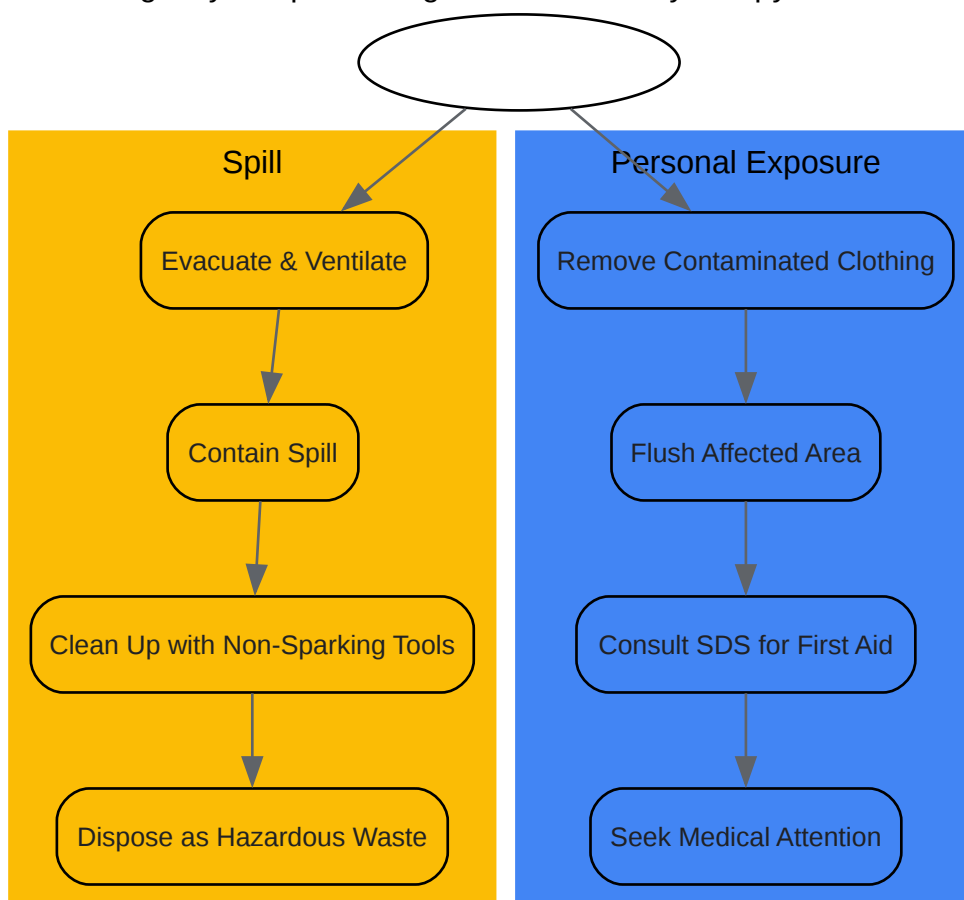 Spill
Personal Exposure
Evacuate & Ventilate
Remove Contaminated Clothing
Contain Spill
Flush Affected Area
Clean Up with Non-Sparking Tools
Consult SDS for First Aid
Dispose as Hazardous Waste
Seek Medical Attention